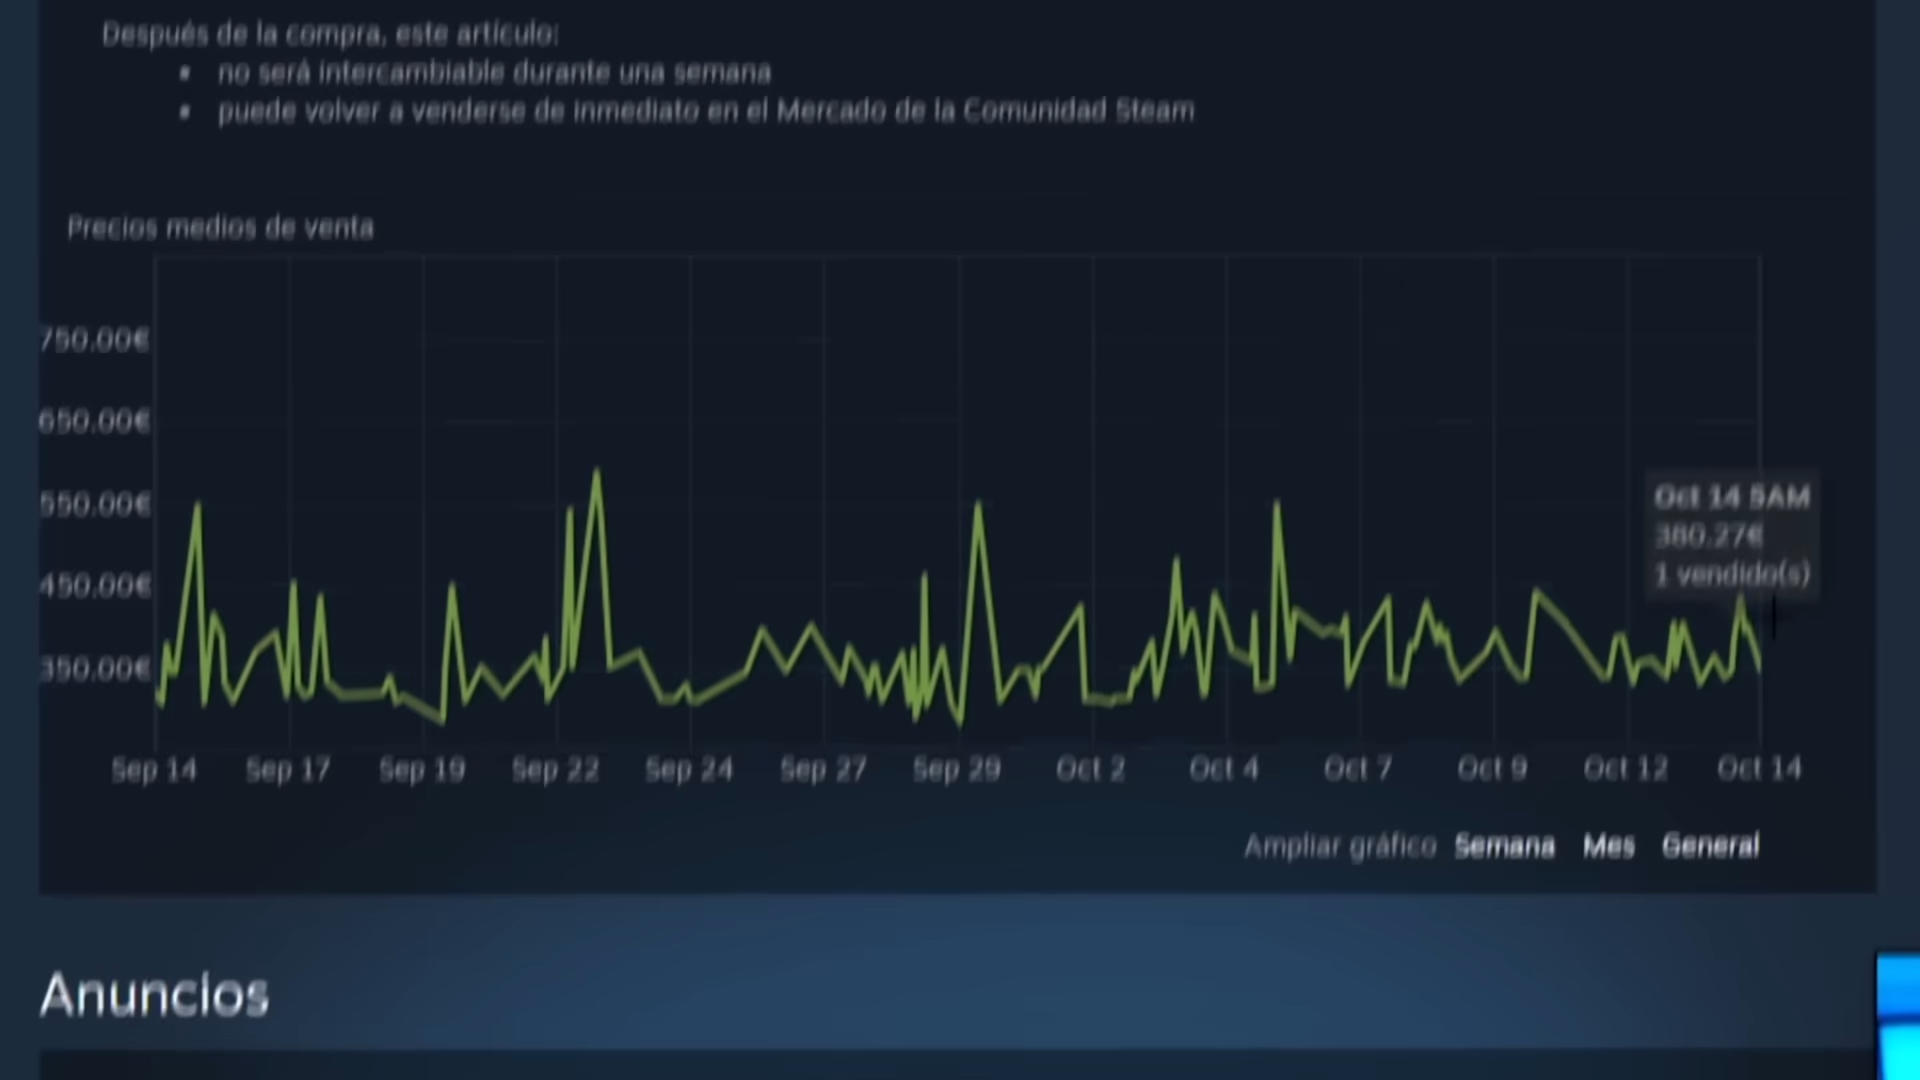 Después de la compra, este artículo:
no será intercambiable durante una semana
puede volver a venderse de inmediato en el Mercado de la Comunidad Steam
Precios medios de venta
750.00€
650.00€
550.00€
450.00€
350.00€
Oct 14 5AM
380.27€
1 vendido(s)
Sep 14 Sep 17 Sep 19 Sep 22 Sep 24 Sep 27 Sep 29 Oct 2 Oct 4 Oct 7 Oct 9 Oct 12 Oct 14
Ampliar gráfico Semana Mes General
Anuncios